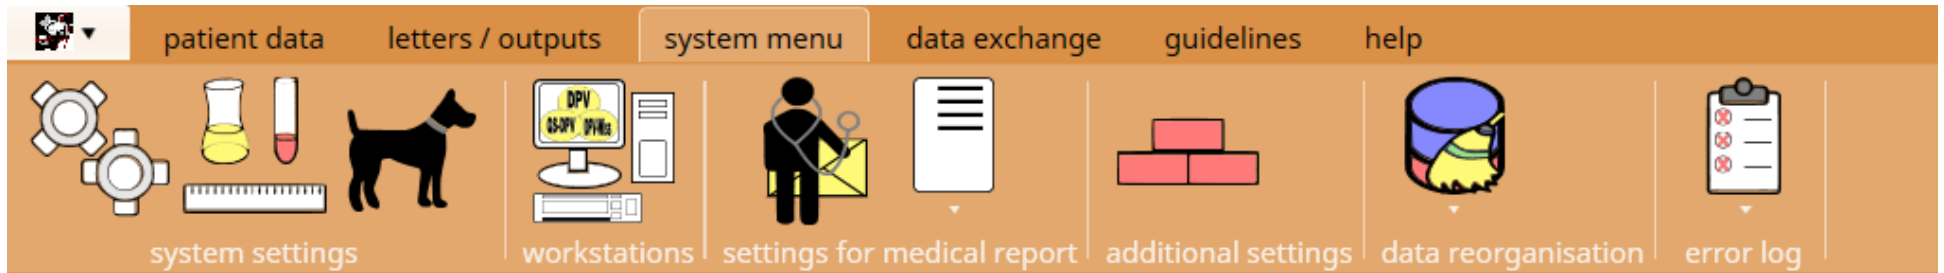 patient data letters / outputs system menu data exchange guidelines help
DPV
QS-DPV DPV-Wiss
system settings workstations settings for medical report additional settings data reorganisation error log